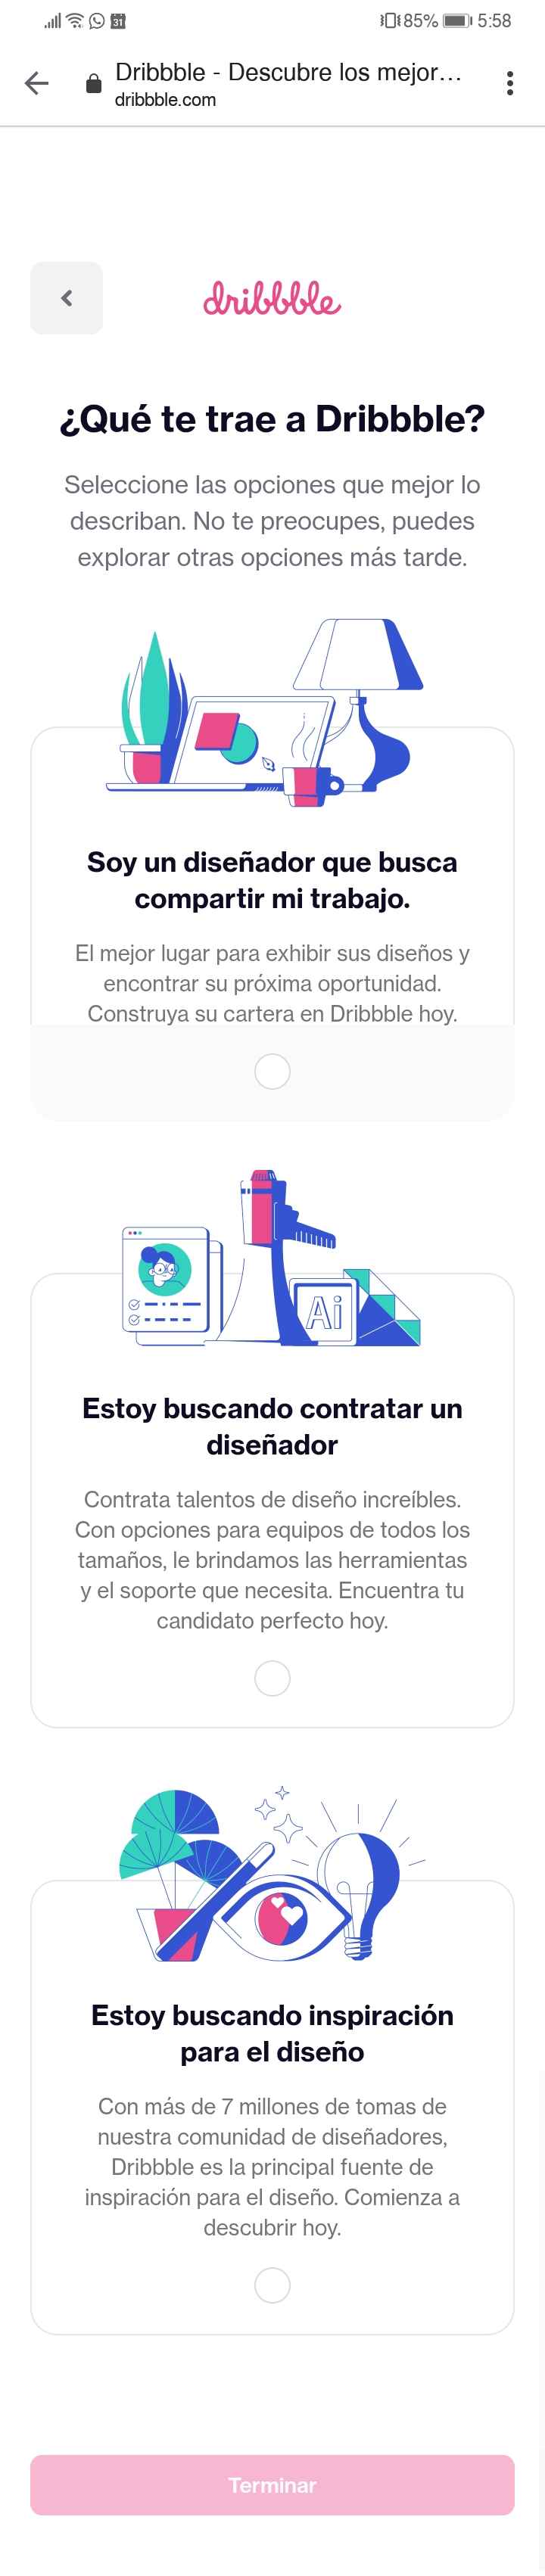 31 85% 5:58
Dribbble - Descubre los mejor...
dribbble.com
dribbble
¿Qué te trae a Dribbble?
Seleccione las opciones que mejor lo
describan. No te preocupes, puedes
explorar otras opciones más tarde.
Soy un diseñador que busca
compartir mi trabajo.
El mejor lugar para exhibir sus diseños y
encontrar su próxima oportunidad.
Construya su cartera en Dribbble hoy.
Ai
Estoy buscando contratar un
diseñador
Contrata talentos de diseño increíbles.
Con opciones para equipos de todos los
tamaños, le brindamos las herramientas
y el soporte que necesita. Encuentra tu
candidato perfecto hoy.
Estoy buscando inspiración
para el diseño
Con más de 7 millones de tomas de
nuestra comunidad de diseñadores,
Dribbble es la principal fuente de
inspiración para el diseño. Comienza a
descubrir hoy.
Terminar